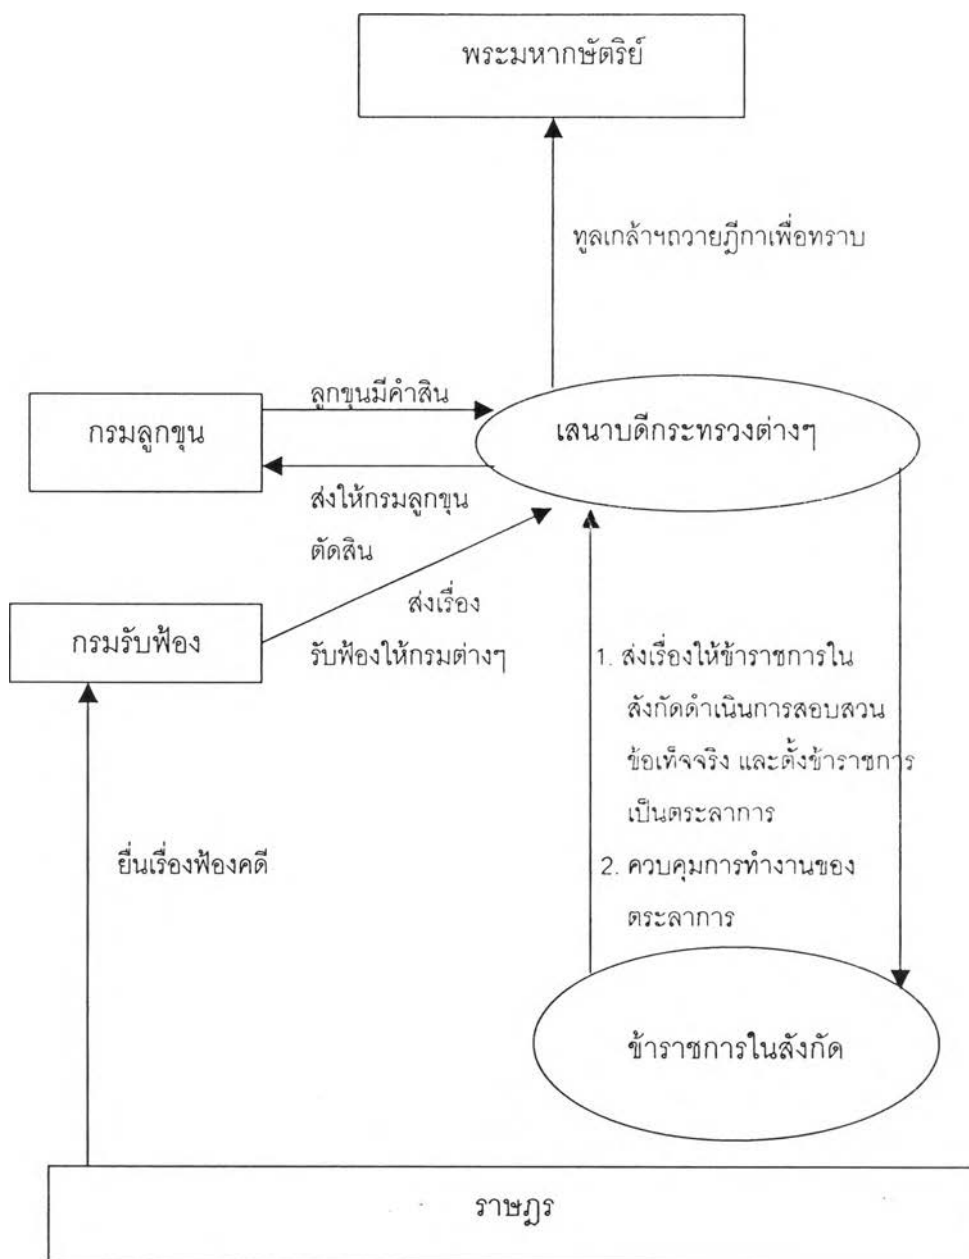 พระมหากษัตริย์
ทูลเกล้าฯถวายฎีกาเพื่อทราบ
ลูกขุนมีคำสิน
กรมลูกขุน
เสนาบดีกระทรวงต่างๆ
ส่งให้กรมลูกขุน
ตัดสิน
ส่งเรื่อง
กรมรับฟ้อง
รับฟ้องให้กรมต่างๆ
1. ส่งเรื่องให้ข้าราชการใน
สังกัดดำเนินการสอบสวน
ข้อเท็จจริง และตั้งข้าราชการ
เป็นตระลาการ
ยื่นเรื่องฟ้องคดี
2. ควบคุมการทำงานของ
ตระลาการ
ข้าราชการในสังกัด
ราษฎร